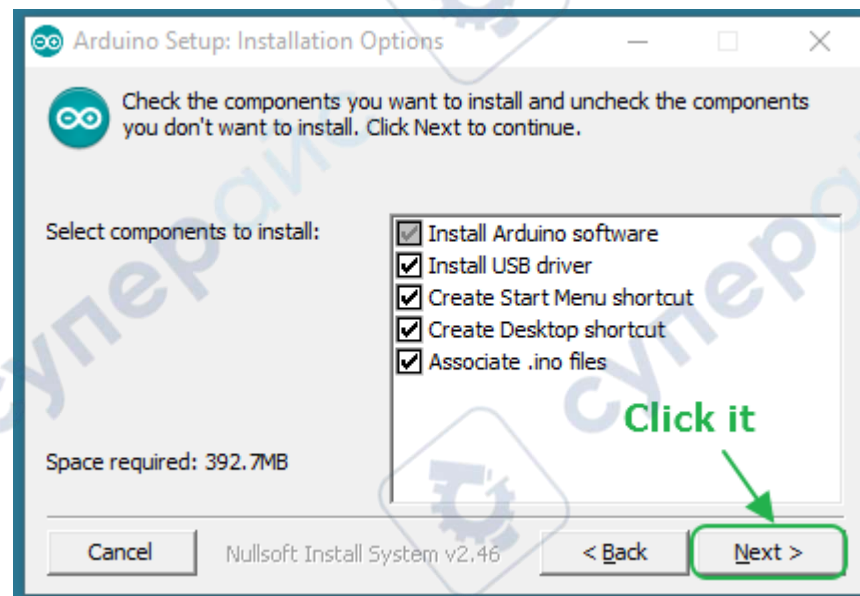 Arduino Setup: Installation Options
Check the components you want to install and uncheck the components
you don't want to install. Click Next to continue.
Select components to install:
Install Arduino software
Install USB driver
Create Start Menu shortcut
Create Desktop shortcut
Associate .ino files
Click it
Space required: 392.7MB
Cancel
Nullsoft Install System v2.46
< Back
Next >
суперайс